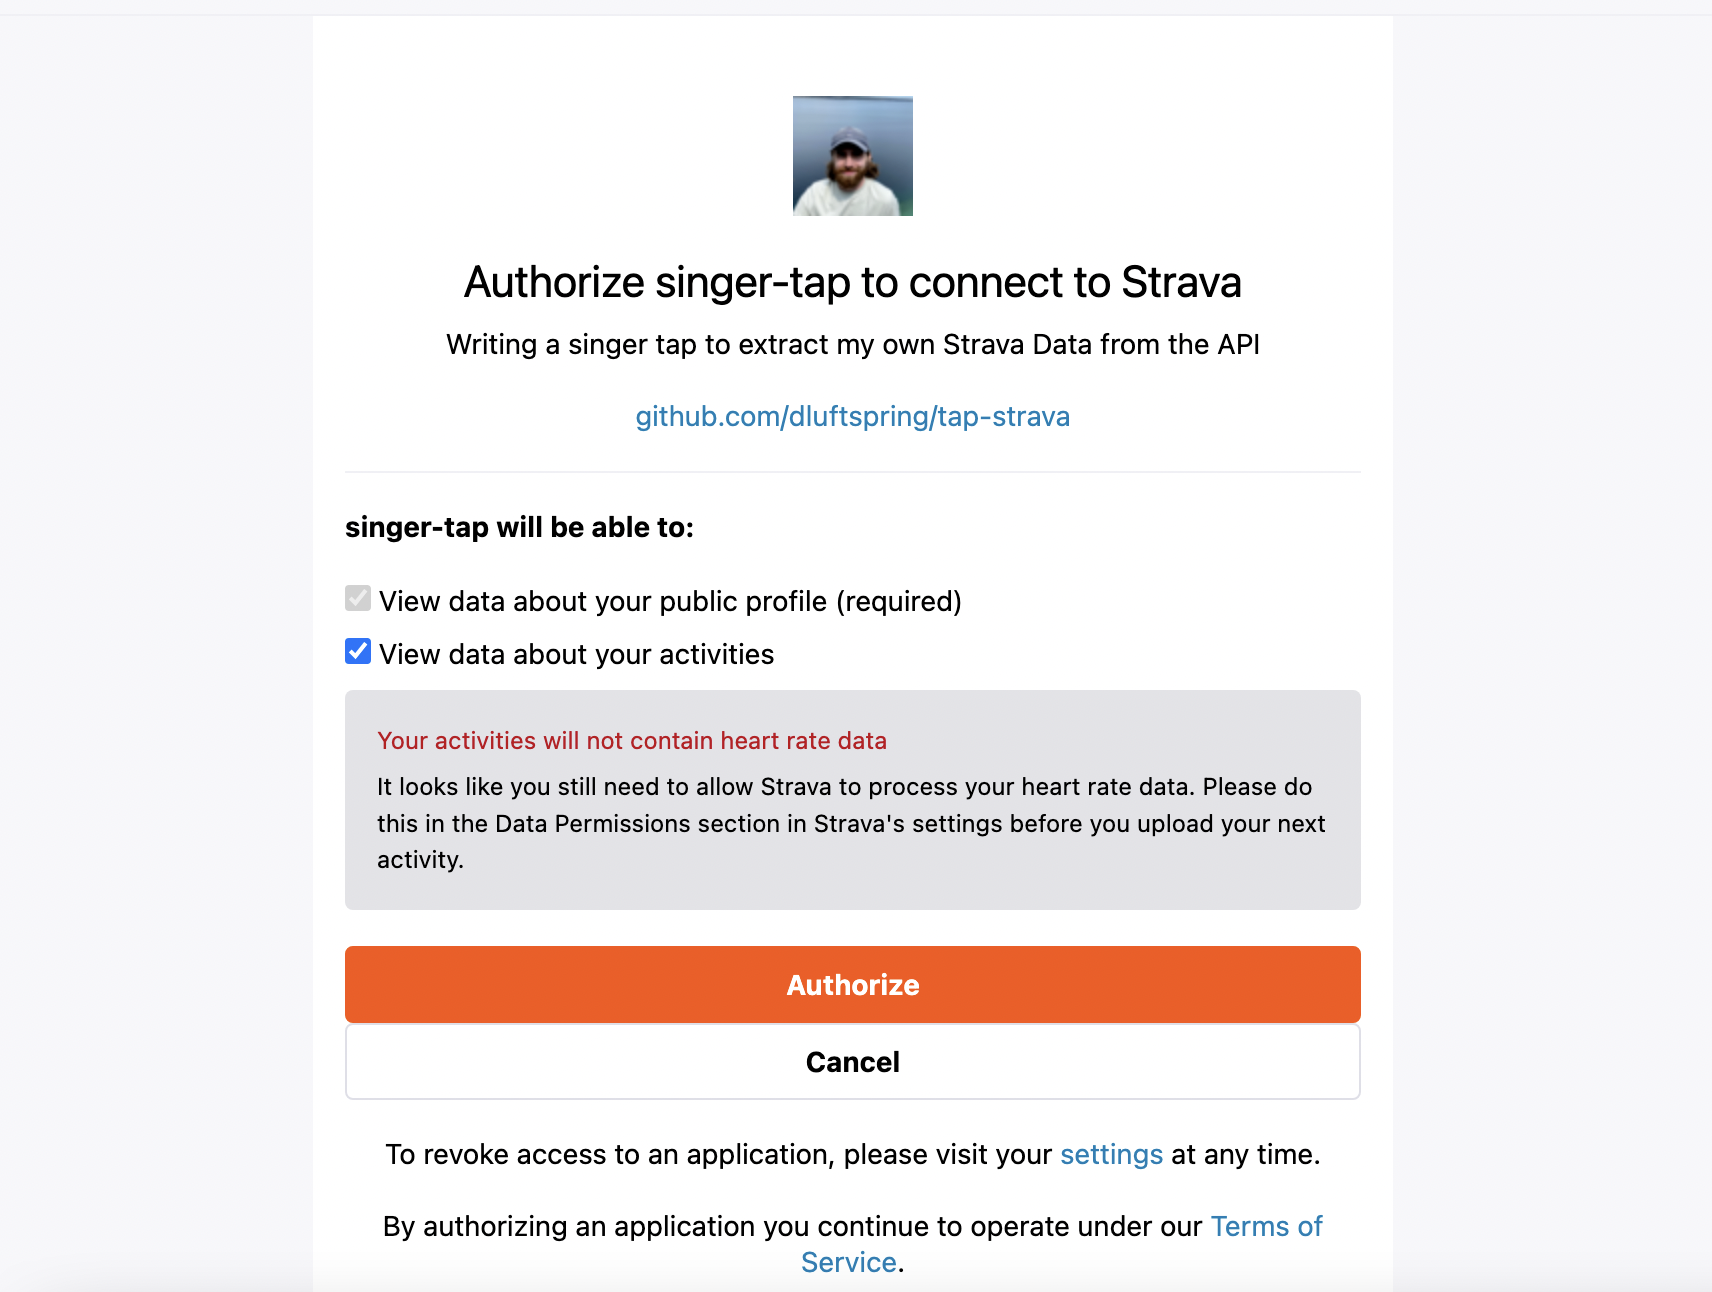 Authorize singer-tap to connect to Strava
Writing a singer tap to extract my own Strava Data from the API
github.com/dluftspring/tap-strava
singer-tap will be able to:
View data about your public profile (required)
View data about your activities
Your activities will not contain heart rate data
It looks like you still need to allow Strava to process your heart rate data. Please do
this in the Data Permissions section in Strava's settings before you upload your next
activity.
Authorize
Cancel
To revoke access to an application, please visit your settings at any time.
By authorizing an application you continue to operate under our Terms of
Service.